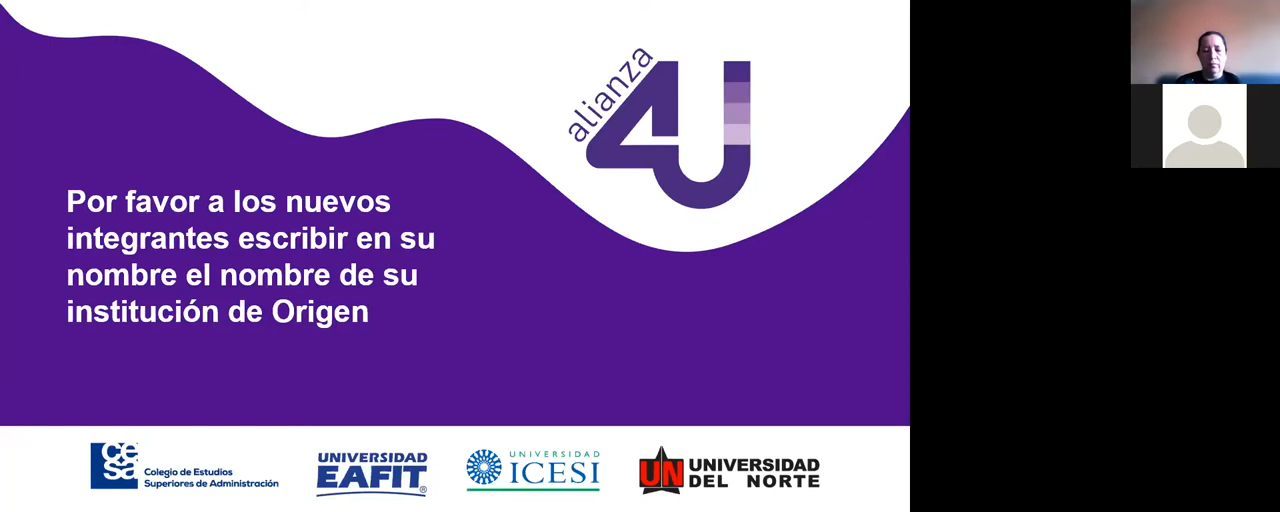 alianza
4U
Por favor a los nuevos
integrantes escribir en su
nombre el nombre de su
institución de Origen
cesa
Colegio de Estudios
Superiores de Administración
UNIVERSIDAD
EAFIT®
UNIVERSIDAD
ICESI
UN
UNIVERSIDAD
DEL NORTE